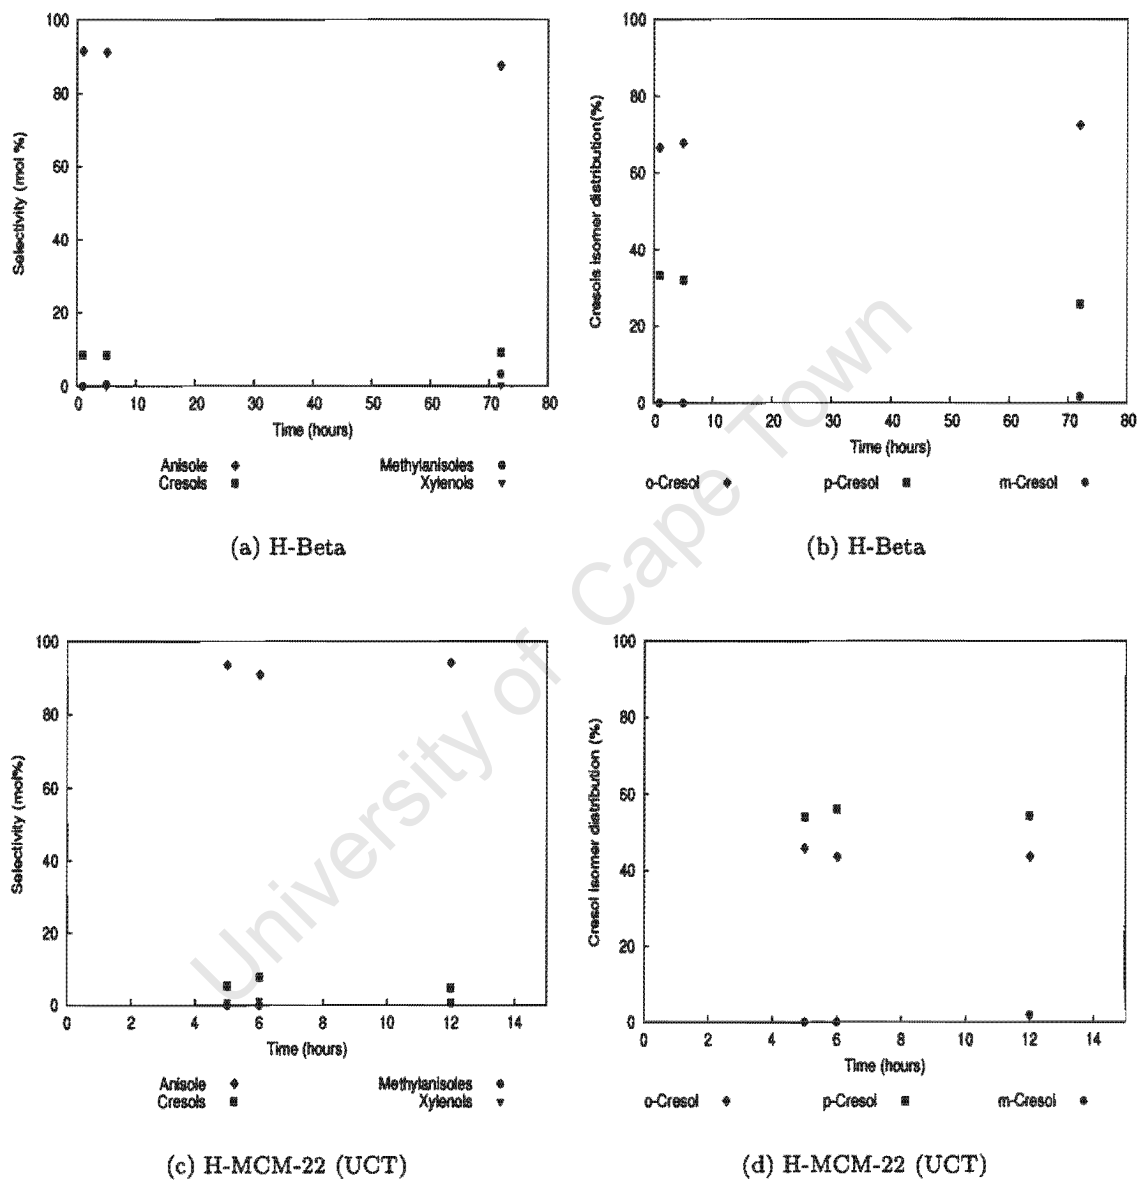 100
80
60
40
20
0
Selectivity (mol %)
0 10 20 30 40 50 60 70 80
Time (hours)
Anisole Methylanisoles
Cresols Xylenols
(a) H-Beta
100
80
60
40
20
0
Cresols isomer distribution(%)
0 10 20 30 40 50 60 70 80
Time (hours)
o-Cresol p-Cresol m-Cresol
(b) H-Beta
100
80
60
40
20
0
Selectivity (mol%)
0 2 4 6 8 10 12 14
Time (hours)
Anisole Methylanisoles
Cresols Xylenols
(c) H-MCM-22 (UCT)
100
80
60
40
20
0
Cresol isomer distribution (%)
0 2 4 6 8 10 12 14
Time (hours)
o-Cresol p-Cresol m-Cresol
(d) H-MCM-22 (UCT)
University of Cape Town